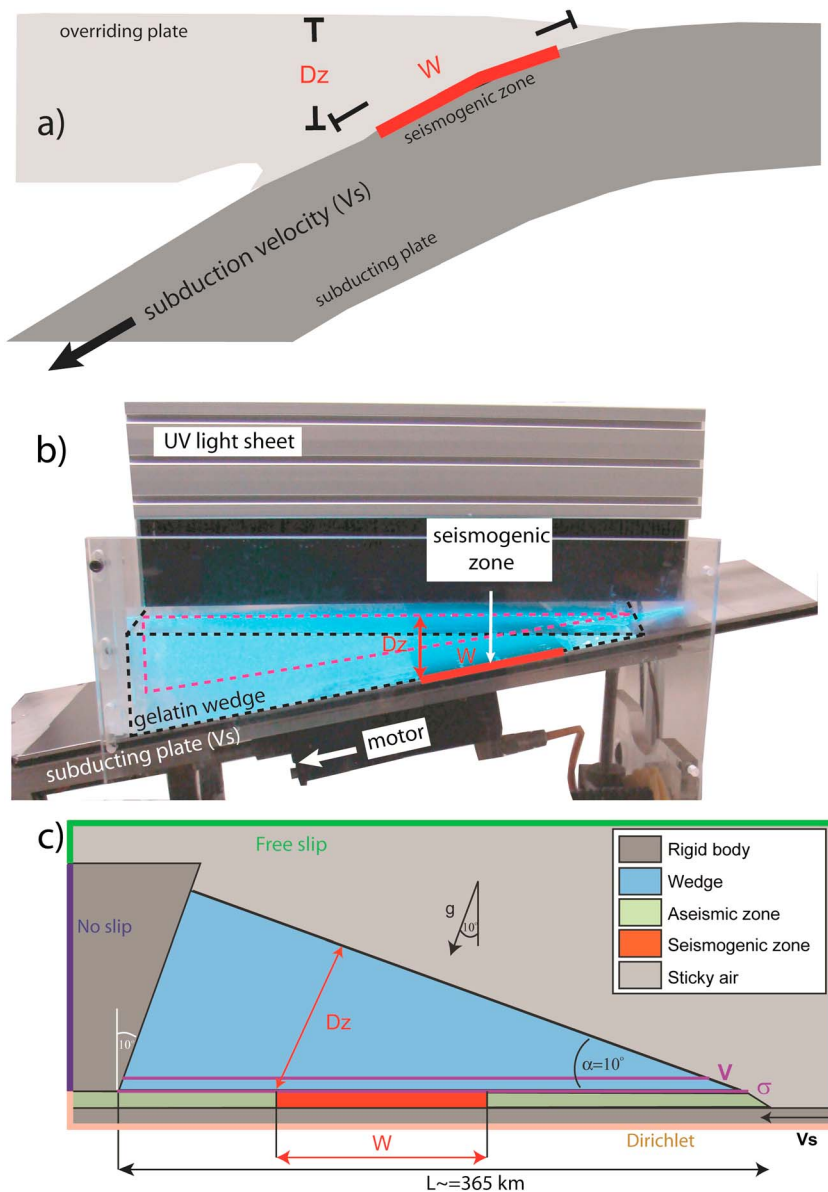 overriding plate
Dz
W
seismogenic zone
a)
subduction velocity (Vs)
subducting plate
b)
UV light sheet
seismogenic
zone
Dz
W
gelatin wedge
subducting plate (Vs)
motor
c)
Free slip
Rigid body
Wedge
Aseismic zone
Seismogenic zone
Sticky air
No slip
g
10°
Dz
10°
α=10°
V
σ
W
Dirichlet
Vs
L~=365 km